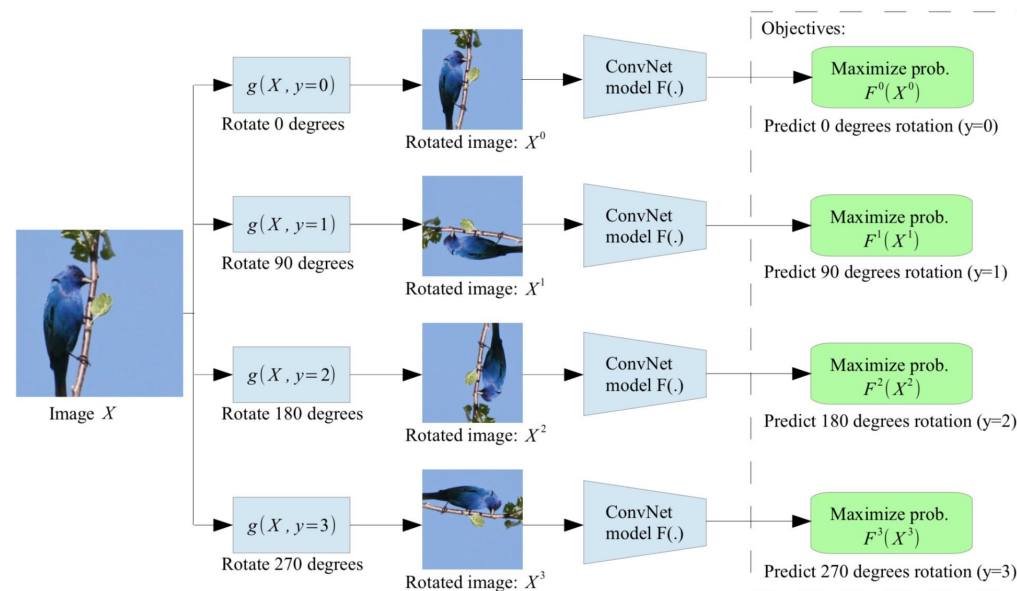 Objectives:
g(X, y=0)
Rotate 0 degrees
Rotated image: X⁰
ConvNet
model F(.)
Maximize prob.
F⁰(X⁰)
Predict 0 degrees rotation (y=0)
g(X, y=1)
Rotate 90 degrees
Rotated image: X¹
ConvNet
model F(.)
Maximize prob.
F¹(X¹)
Predict 90 degrees rotation (y=1)
Image X
g(X, y=2)
Rotate 180 degrees
Rotated image: X²
ConvNet
model F(.)
Maximize prob.
F²(X²)
Predict 180 degrees rotation (y=2)
g(X, y=3)
Rotate 270 degrees
Rotated image: X³
ConvNet
model F(.)
Maximize prob.
F³(X³)
Predict 270 degrees rotation (y=3)